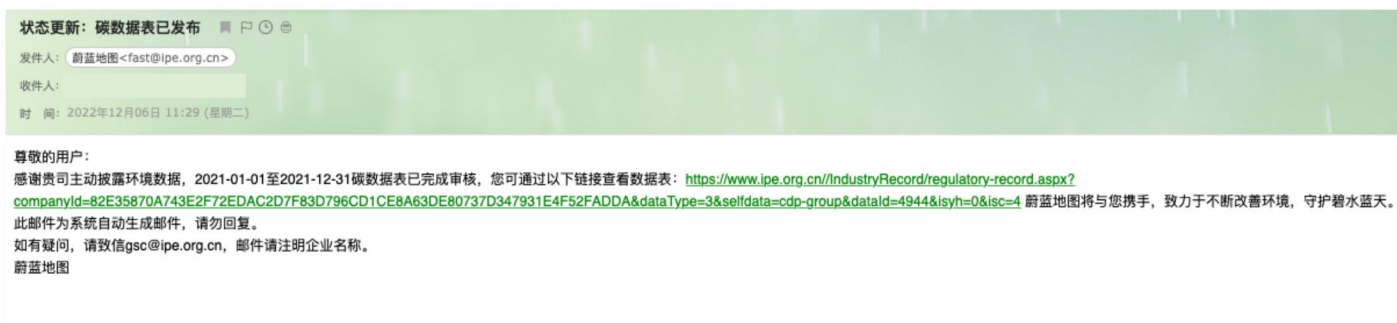 状态更新：碳数据表已发布
发件人：蔚蓝地图<fast@ipe.org.cn>
收件人：
时 间：2022年12月06日 11:29 (星期二)
尊敬的用户：
感谢贵司主动披露环境数据，2021-01-01至2021-12-31碳数据表已完成审核，您可通过以下链接查看数据表：https://www.ipe.org.cn//IndustryRecord/regulatory-record.aspx?
companyId=82E35870A743E2F72EDAC2D7F83D796CD1CE8A63DE80737D347931E4F52FADDA&dataType=3&selfdata=cdp-group&dataId=4944&isyh=0&isc=4 蔚蓝地图将与您携手，致力于不断改善环境，守护碧水蓝天。
此邮件为系统自动生成邮件，请勿回复。
如有疑问，请致信gsc@ipe.org.cn，邮件请注明企业名称。
蔚蓝地图